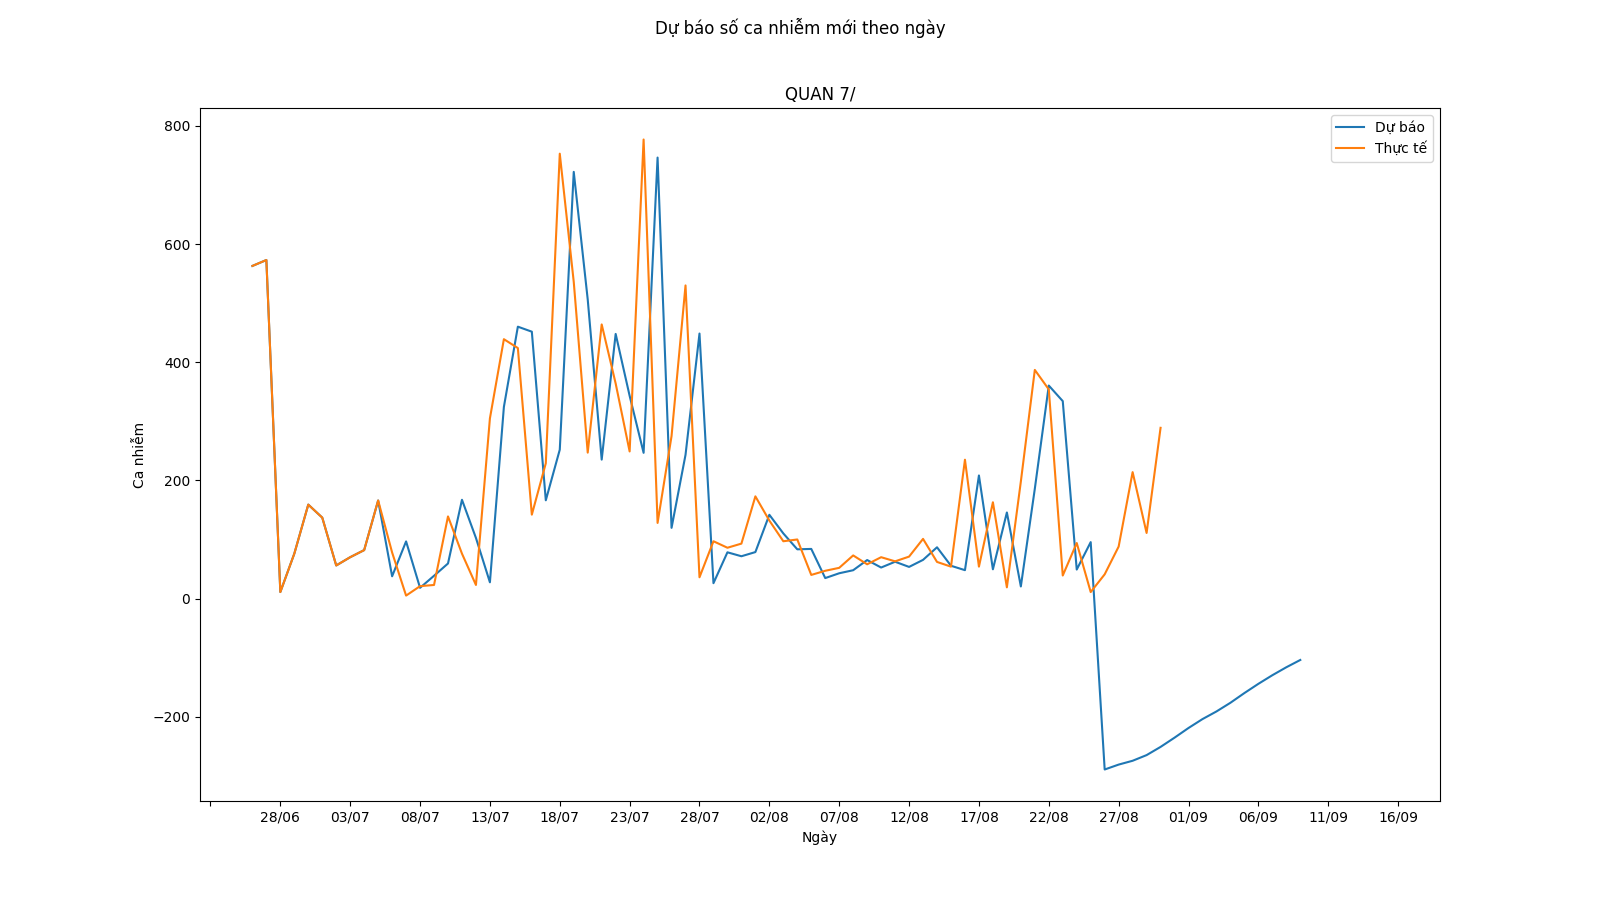 Dự báo số ca nhiễm mới theo ngày
QUAN 7/
Dự báo
Thực tế
800
600
400
200
0
−200
Ca nhiễm
28/06 03/07 08/07 13/07 18/07 23/07 28/07 02/08 07/08 12/08 17/08 22/08 27/08 01/09 06/09 11/09 16/09
Ngày